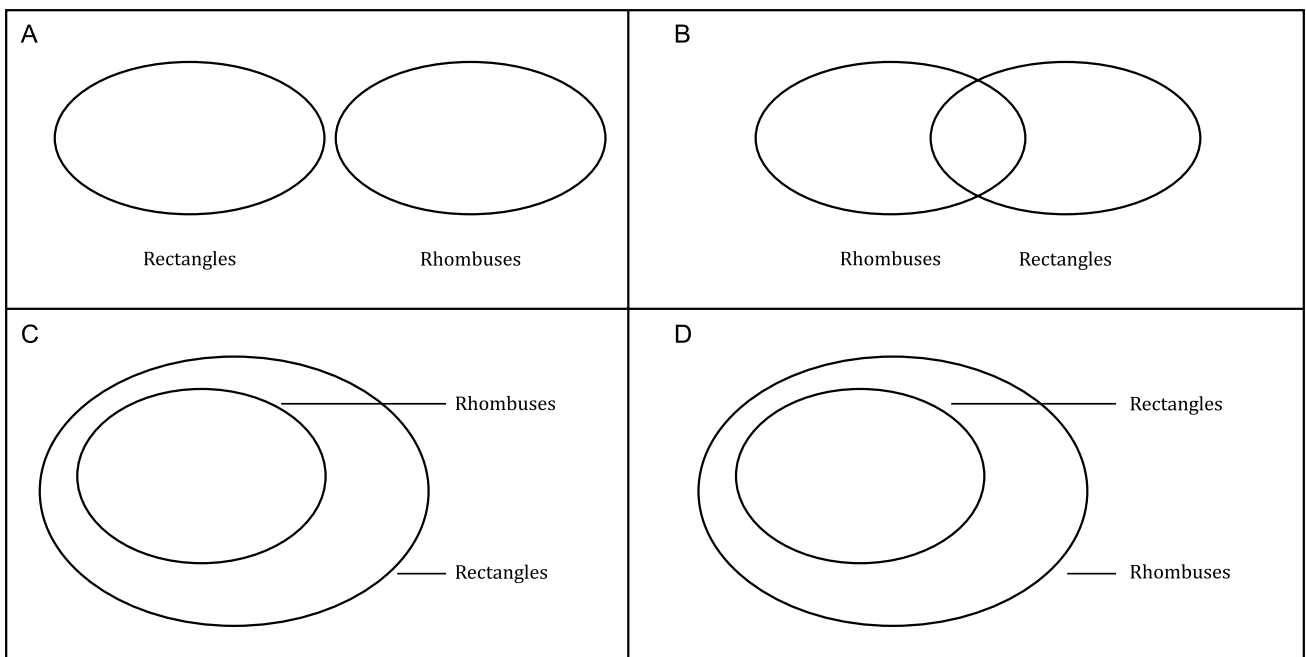 A
Rectangles
Rhombuses
B
Rhombuses
Rectangles
C
Rhombuses
Rectangles
D
Rectangles
Rhombuses